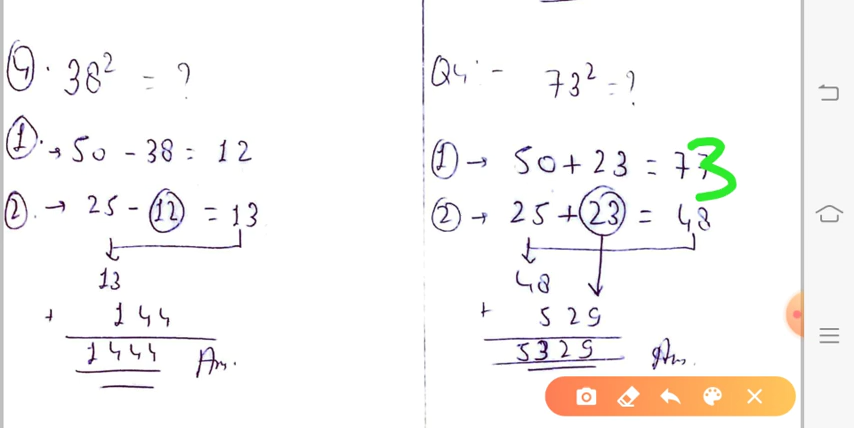 Q. 38² = ?
①. → 50 - 38 = 12
②. → 25 - 12 = 13
13
+ 144
1444 Ans.
Q4:- 73² = ?
① → 50 + 23 = 73
② → 25 + 23 = 48
48
+ 529
5329 Ans.